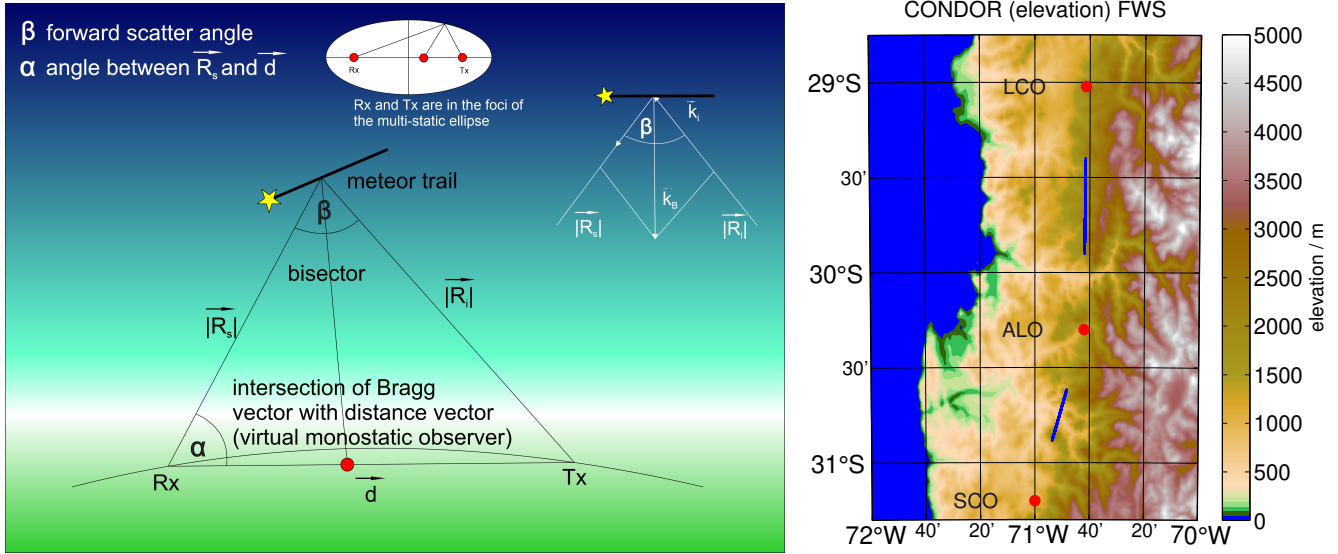 β forward scatter angle
α angle between R⃗s and d⃗
Rx
Tx
Rx and Tx are in the foci of
the multi-static ellipse
k⃗i
β
k⃗B
|R⃗s|
|R⃗i|
meteor trail
β
bisector
|R⃗s|
|R⃗i|
intersection of Bragg
vector with distance vector
(virtual monostatic observer)
α
Rx
d⃗
Tx
CONDOR (elevation) FWS
29°S
30'
30°S
30'
31°S
LCO
ALO
SCO
72°W 40' 20' 71°W 40' 20' 70°W
5000
4500
4000
3500
3000
2500
2000
1500
1000
500
0
elevation / m